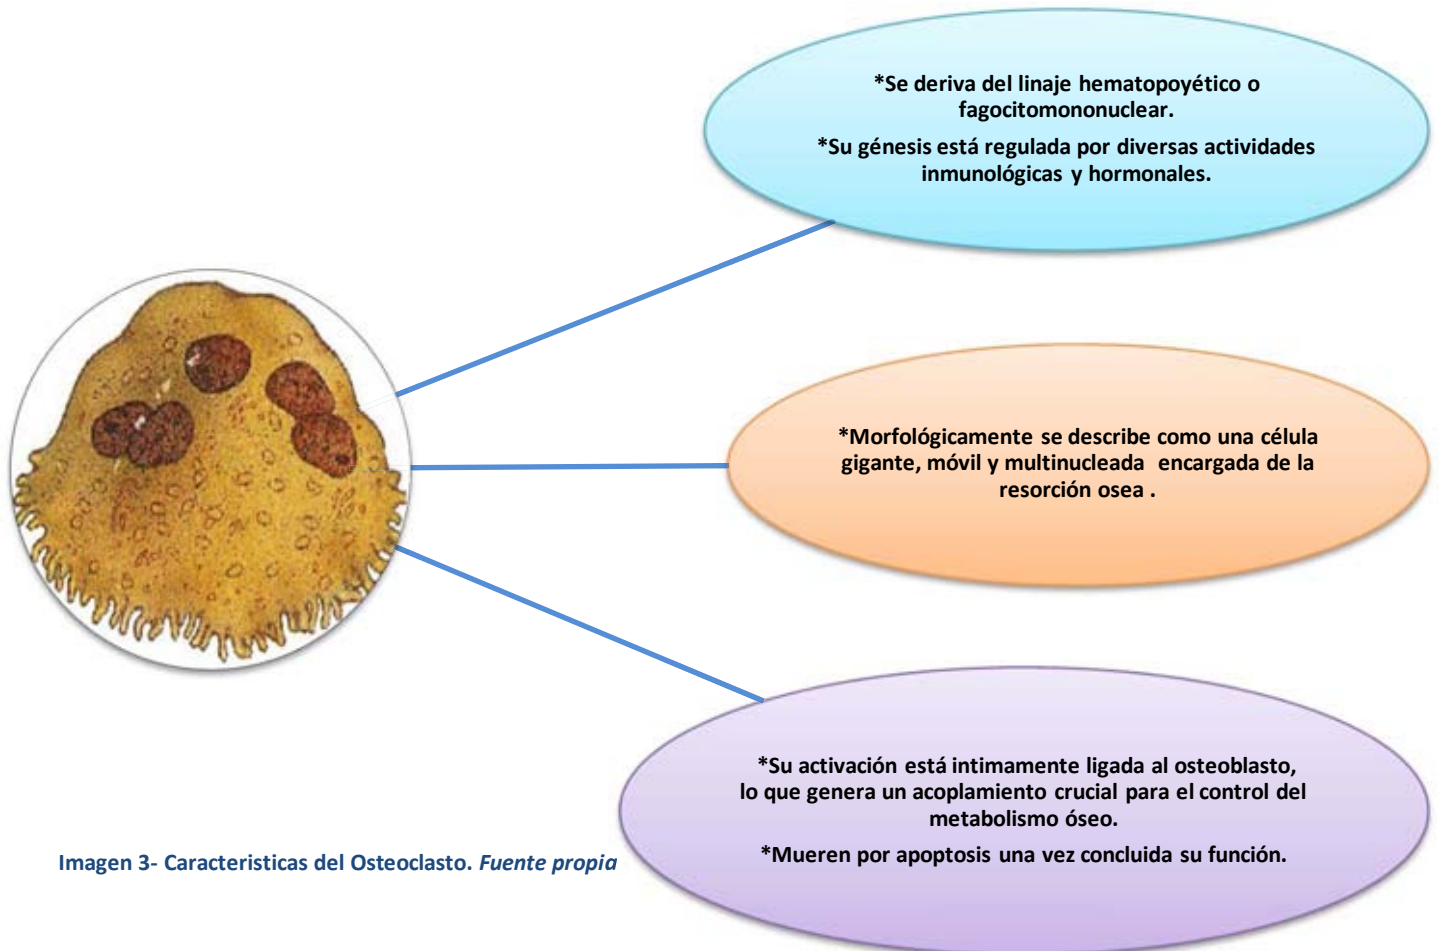 *Se deriva del linaje hematopoyético o
fagocitomononuclear.
*Su génesis está regulada por diversas actividades
inmunológicas y hormonales.
*Morfológicamente se describe como una célula
gigante, móvil y multinucleada encargada de la
resorción osea .
*Su activación está intimamente ligada al osteoblasto,
lo que genera un acoplamiento crucial para el control del
metabolismo óseo.
*Mueren por apoptosis una vez concluida su función.
Imagen 3- Caracteristicas del Osteoclasto. Fuente propia